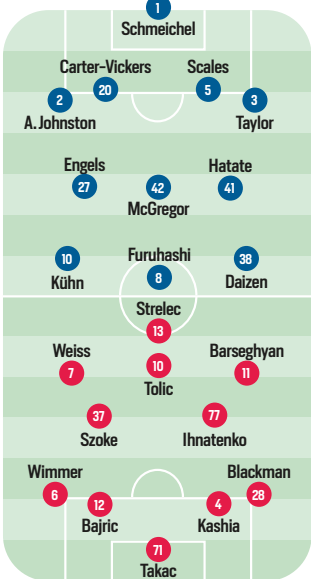 1
Schmeichel
Carter-Vickers Scales
20 5
2 3
A.Johnston Taylor
Engels Hatate
27 42 41
McGregor
10 Furuhashi 38
Kühn 8 Daizen
Strelec
13
Weiss Barseghyan
7 10 11
Tolic
37 77
Szoke Ihnatenko
Wimmer Blackman
6 28
12 4
Bajric Kashia
71
Takac